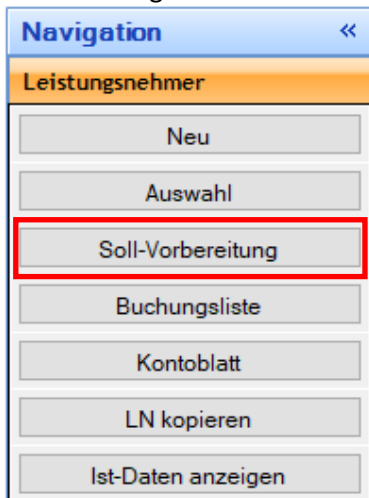 Navigation «
Leistungsnehmer
Neu
Auswahl
Soll-Vorbereitung
Buchungsliste
Kontoblatt
LN kopieren
Ist-Daten anzeigen